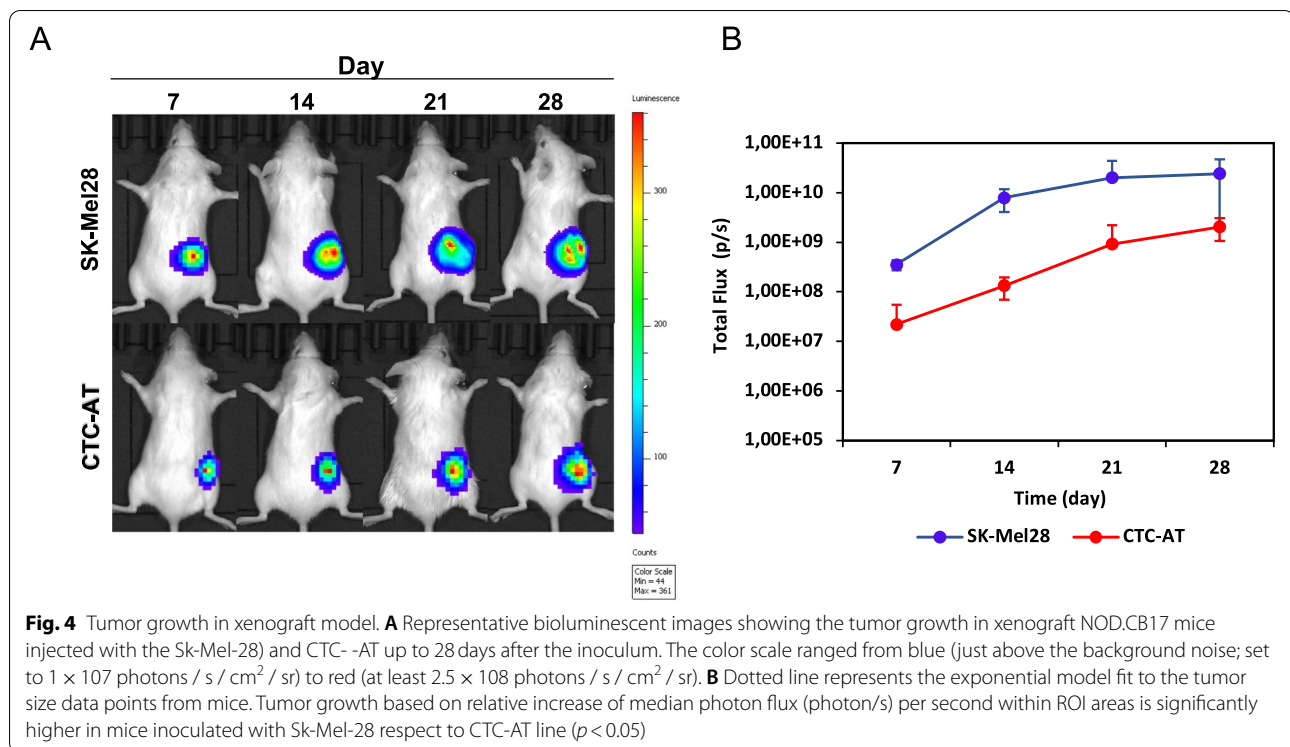 A
Day
7 14 21 28
SK-Mel28
CTC-AT
Luminescence
300
200
100
Counts
Color Scale
Min = 44
Max = 361
B
Total Flux (p/s)
1,00E+11
1,00E+10
1,00E+09
1,00E+08
1,00E+07
1,00E+06
1,00E+05
7 14 21 28
Time (day)
SK-Mel28 CTC-AT
Fig. 4 Tumor growth in xenograft model. A Representative bioluminescent images showing the tumor growth in xenograft NOD.CB17 mice
injected with the Sk-Mel-28) and CTC- -AT up to 28 days after the inoculum. The color scale ranged from blue (just above the background noise; set
to 1 × 107 photons / s / cm² / sr) to red (at least 2.5 × 108 photons / s / cm² / sr). B Dotted line represents the exponential model fit to the tumor
size data points from mice. Tumor growth based on relative increase of median photon flux (photon/s) per second within ROI areas is significantly
higher in mice inoculated with Sk-Mel-28 respect to CTC-AT line (p < 0.05)